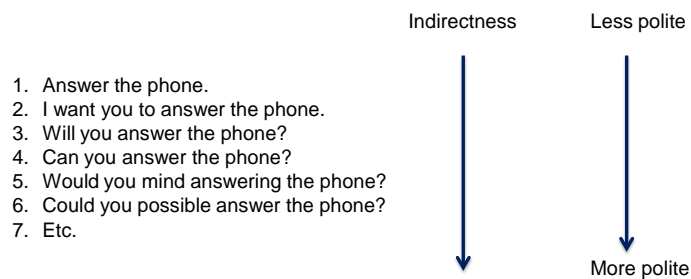 Indirectness Less polite
1. Answer the phone.
2. I want you to answer the phone.
3. Will you answer the phone?
4. Can you answer the phone?
5. Would you mind answering the phone?
6. Could you possible answer the phone?
7. Etc.
More polite